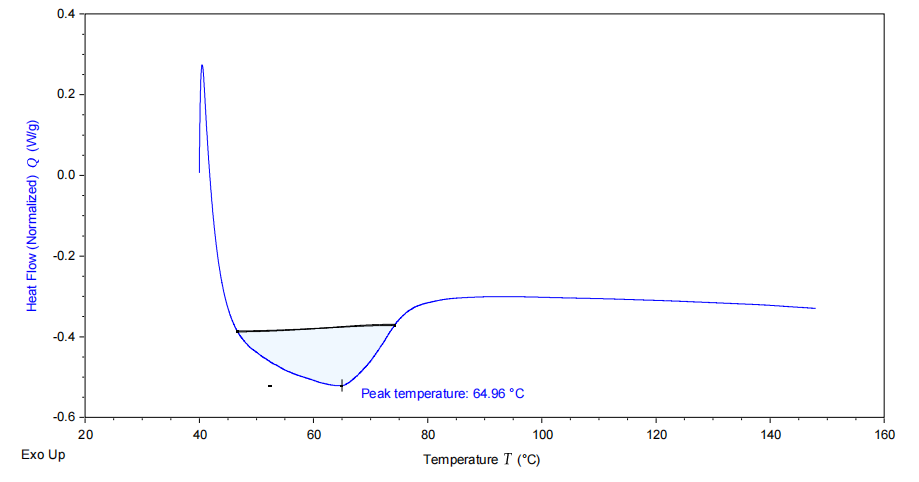 0.4
0.2
0.0
-0.2
-0.4
-0.6
Heat Flow (Normalized) Q (W/g)
Peak temperature: 64.96 °C
20 40 60 80 100 120 140 160
Exo Up
Temperature T (°C)